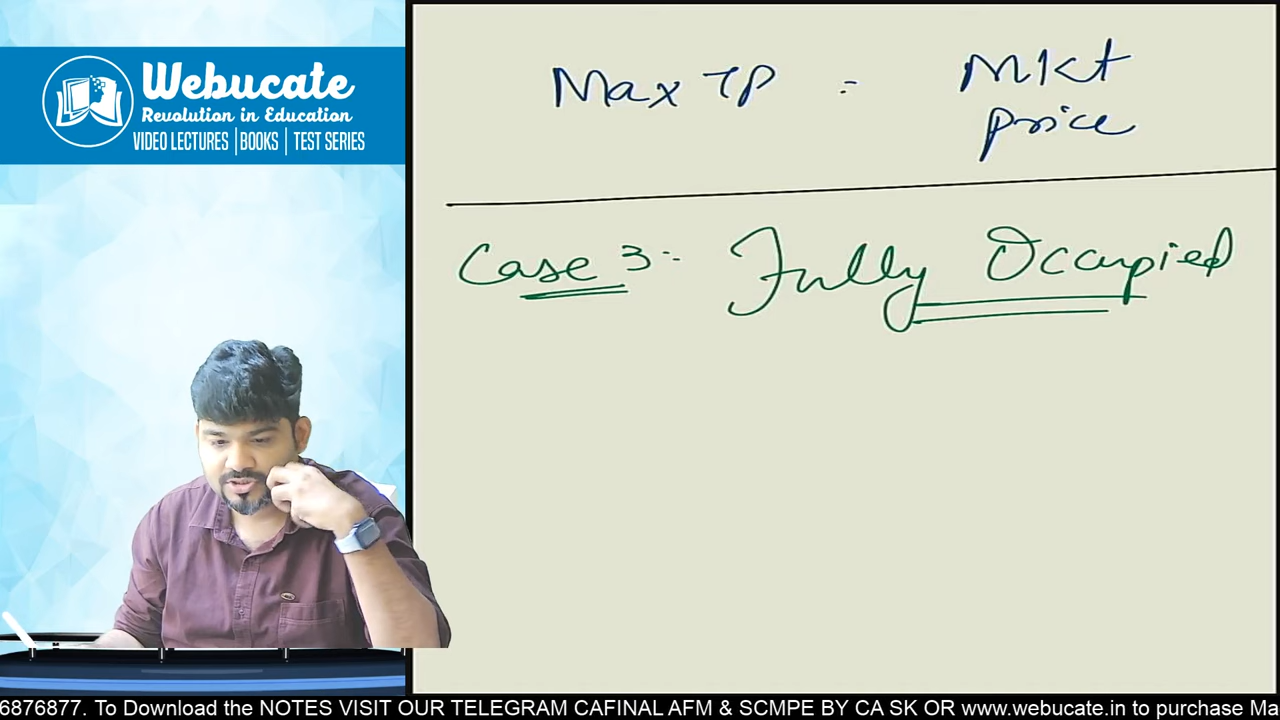 Webucate
Revolution in Education
VIDEO LECTURES | BOOKS | TEST SERIES
Max TP = Mkt
price
Case 3:- Fully Occupied
6876877. To Download the NOTES VISIT OUR TELEGRAM CAFINAL AFM & SCMPE BY CA SK OR www.webucate.in to purchase Ma